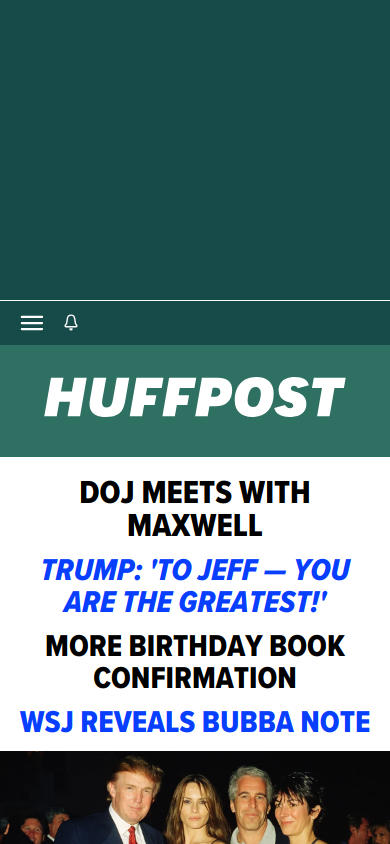 HUFFPOST
DOJ MEETS WITH
MAXWELL
TRUMP: 'TO JEFF — YOU
ARE THE GREATEST!'
MORE BIRTHDAY BOOK
CONFIRMATION
WSJ REVEALS BUBBA NOTE